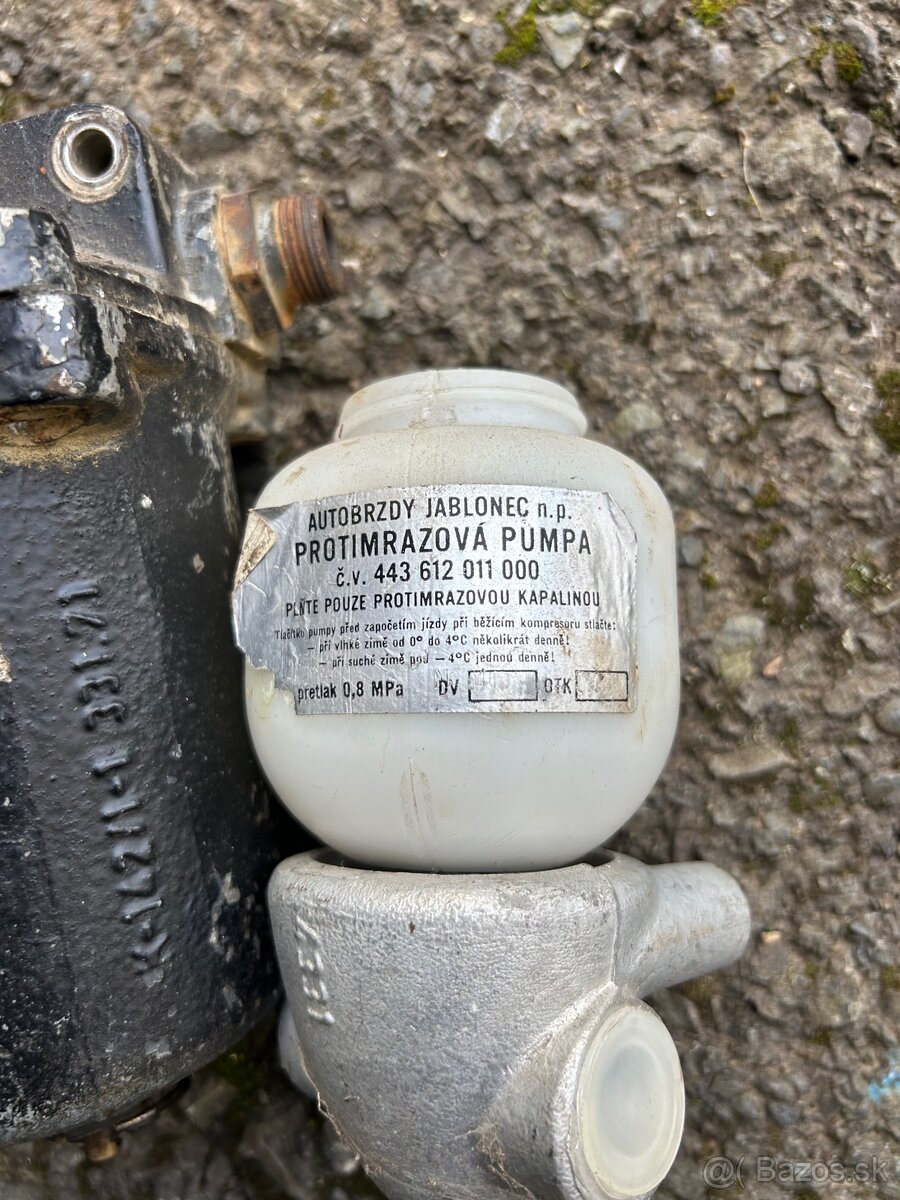 AUTOBRZDY JABLONEC n.p.
PROTIMRAZOVÁ PUMPA
č.v. 443 612 011 000
PLŇTE POUZE PROTIMRAZOVOU KAPALINOU
Tlačítko pumpy před započetím jízdy při běžícím kompresoru stlačte:
– při vlhké zimě od 0° do 4°C několikrát denně!
– při suché zimě pod – 4°C jednou denně!
přetlak 0,8 MPa DV OTK
@( Bazos.sk